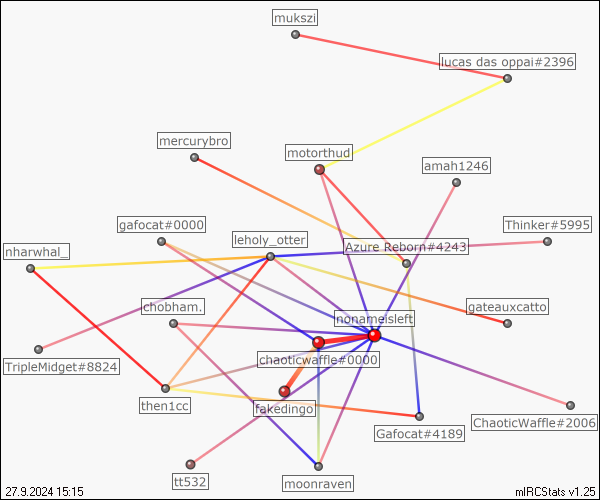 mukszi
lucas das oppai#2396
mercurybro
motorthud
amah1246
gafocat#0000
Thinker#5995
leholy_otter
Azure Reborn#4243
nharwhal_
chobham.
nonameisleft
gateauxcatto
chaoticwaffle#0000
TripleMidget#8824
then1cc
fakedingo
Gafocat#4189
ChaoticWaffle#2006
tt532
moonraven
27.9.2024 15:15
mIRCStats v1.25